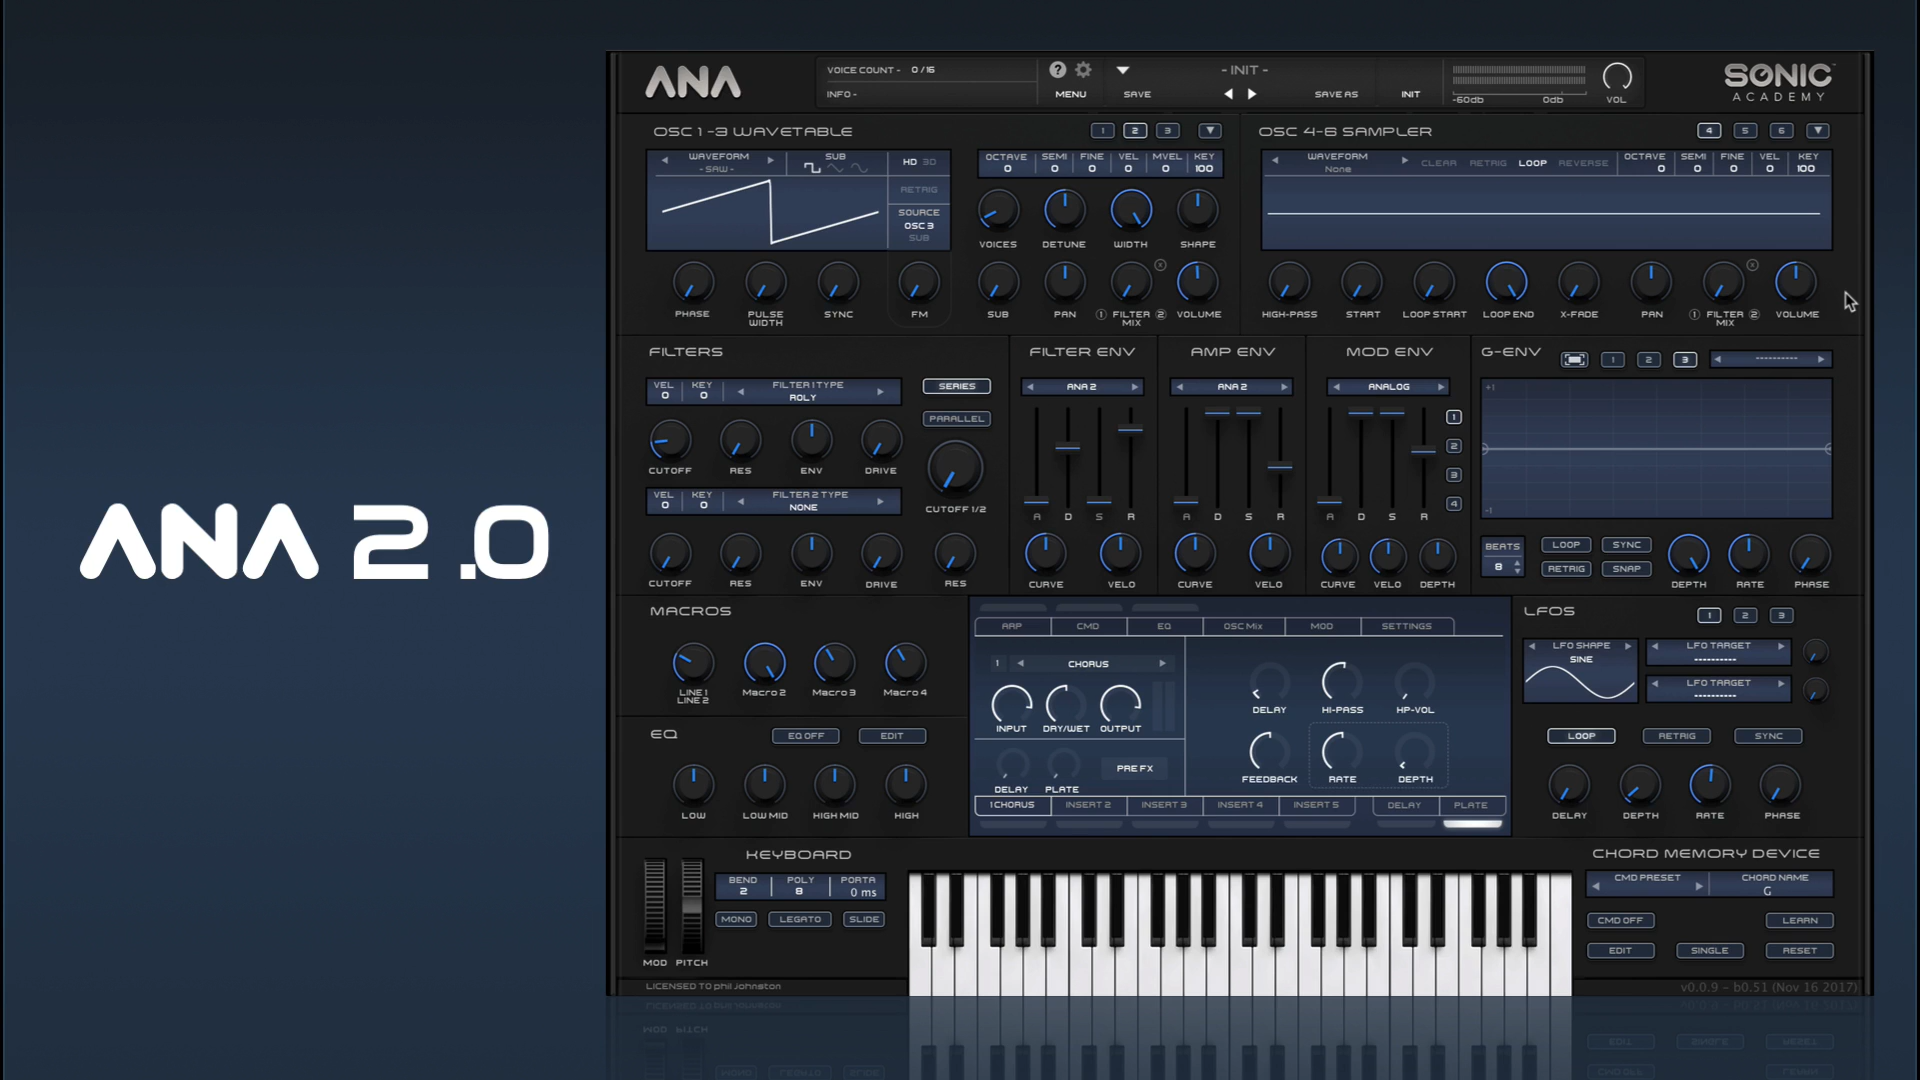 ANA 2.0
ANA
VOICE COUNT - 0 / 16
INFO -
? MENU
SAVE
- INIT -
SAVE AS
INIT
-60db 0db
VOL
SONIC
ACADEMY
OSC 1-3 WAVETABLE
1 2 3
WAVEFORM
- SAW -
SUB
HD 3D
RETRIG
SOURCE
OSC 3
SUB
OCTAVE SEMI FINE VEL MVEL KEY
0 0 0 0 0 100
VOICES DETUNE WIDTH SHAPE
PHASE PULSE WIDTH SYNC FM
SUB PAN 1 FILTER MIX 2 VOLUME
OSC 4-6 SAMPLER
4 5 6
WAVEFORM
None
CLEAR RETRIG LOOP REVERSE
OCTAVE SEMI FINE VEL KEY
0 0 0 0 100
HIGH-PASS START LOOP START LOOP END X-FADE PAN 1 FILTER MIX 2 VOLUME
FILTERS
VEL KEY FILTER 1 TYPE
0 0 ROLY
SERIES
PARALLEL
CUTOFF RES ENV DRIVE
VEL KEY FILTER 2 TYPE
0 0 NONE
CUTOFF 1/2
CUTOFF RES ENV DRIVE RES
FILTER ENV
ANA 2
A D S R
CURVE VELO
AMP ENV
ANA 2
A D S R
CURVE VELO
MOD ENV
ANALOG
1
2
3
4
A D S R
CURVE VELO DEPTH
G-ENV
1 2 3
----------
+1
-1
BEATS
8
LOOP SYNC
RETRIG SNAP
DEPTH RATE PHASE
MACROS
LINE 1
LINE 2
Macro 2 Macro 3 Macro 4
EQ
EQ OFF EDIT
LOW LOW MID HIGH MID HIGH
ARP CMD EQ OSC Mix MOD SETTINGS
1 CHORUS
INPUT DRY/WET OUTPUT
DELAY PLATE PRE FX
DELAY HI-PASS HP-VOL
FEEDBACK RATE DEPTH
1 CHORUS INSERT 2 INSERT 3 INSERT 4 INSERT 5 DELAY PLATE
LFOS
1 2 3
LFO SHAPE
SINE
LFO TARGET
----------
LFO TARGET
----------
LOOP RETRIG SYNC
DELAY DEPTH RATE PHASE
KEYBOARD
BEND POLY PORTA
2 8 0 ms
MONO LEGATO SLIDE
MOD PITCH
CHORD MEMORY DEVICE
CMD PRESET
CHORD NAME
G
CMD OFF LEARN
EDIT SINGLE RESET
LICENSED TO phil johnston
v0.0.9 - b0.51 (Nov 16 2017)